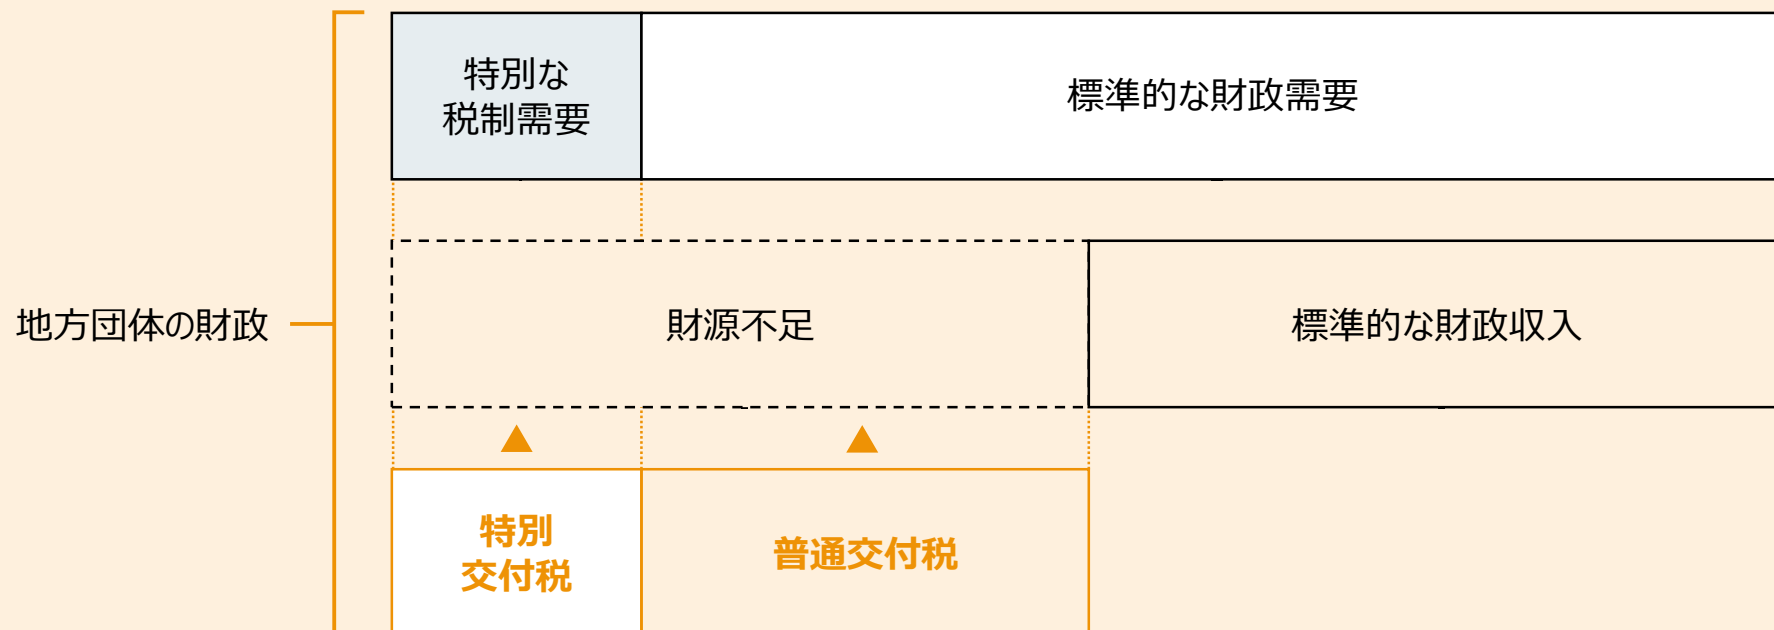 特別な
税制需要
標準的な財政需要
地方団体の財政
財源不足
標準的な財政収入
特別
交付税
普通交付税